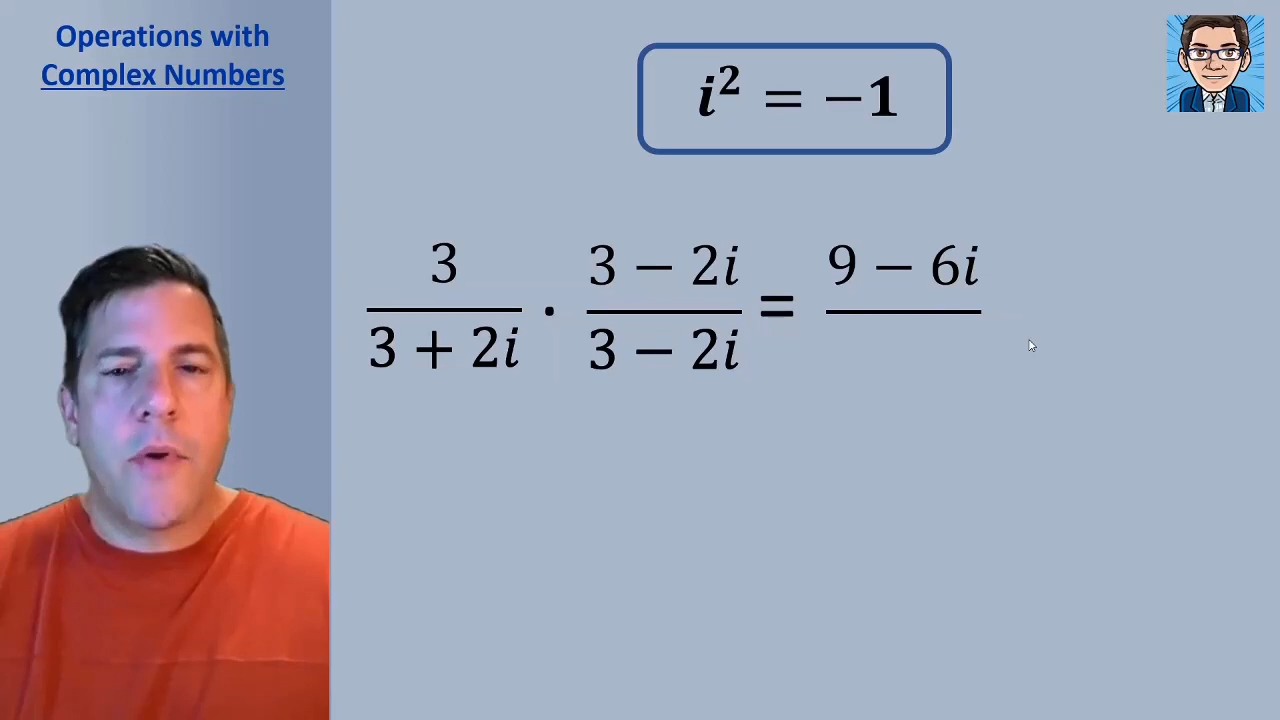 Operations with
Complex Numbers
i² = −1
3 / (3 + 2i) · (3 − 2i) / (3 − 2i) = 9 − 6i